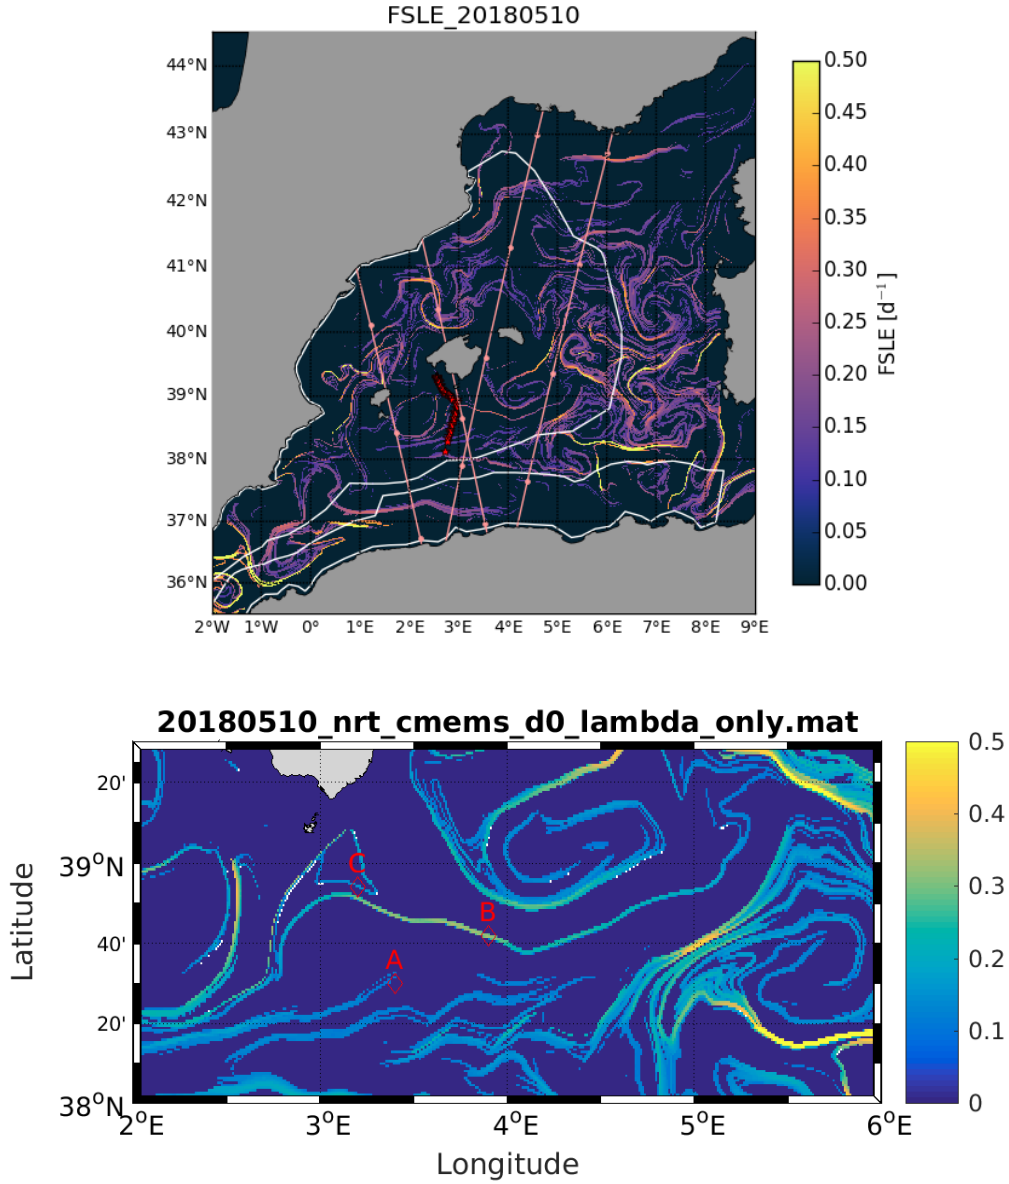 FSLE_20180510
44°N
43°N
42°N
41°N
40°N
39°N
38°N
37°N
36°N
2°W 1°W 0° 1°E 2°E 3°E 4°E 5°E 6°E 7°E 8°E 9°E
0.50
0.45
0.40
0.35
0.30
0.25
0.20
0.15
0.10
0.05
0.00
FSLE [d⁻¹]
20180510_nrt_cmems_d0_lambda_only.mat
20'
39°N
40'
20'
38°N
2°E 3°E 4°E 5°E 6°E
Latitude
Longitude
C
B
A
0.5
0.4
0.3
0.2
0.1
0